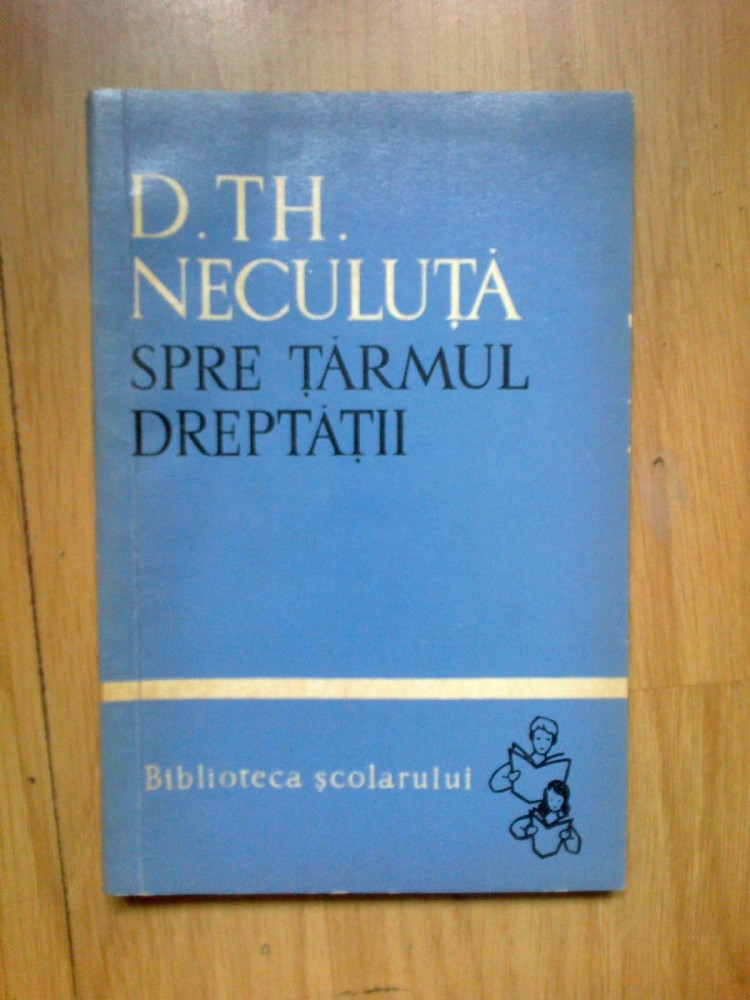 D. TH.
NECULUȚĂ
SPRE ȚĂRMUL
DREPTĂȚII
Biblioteca școlarului